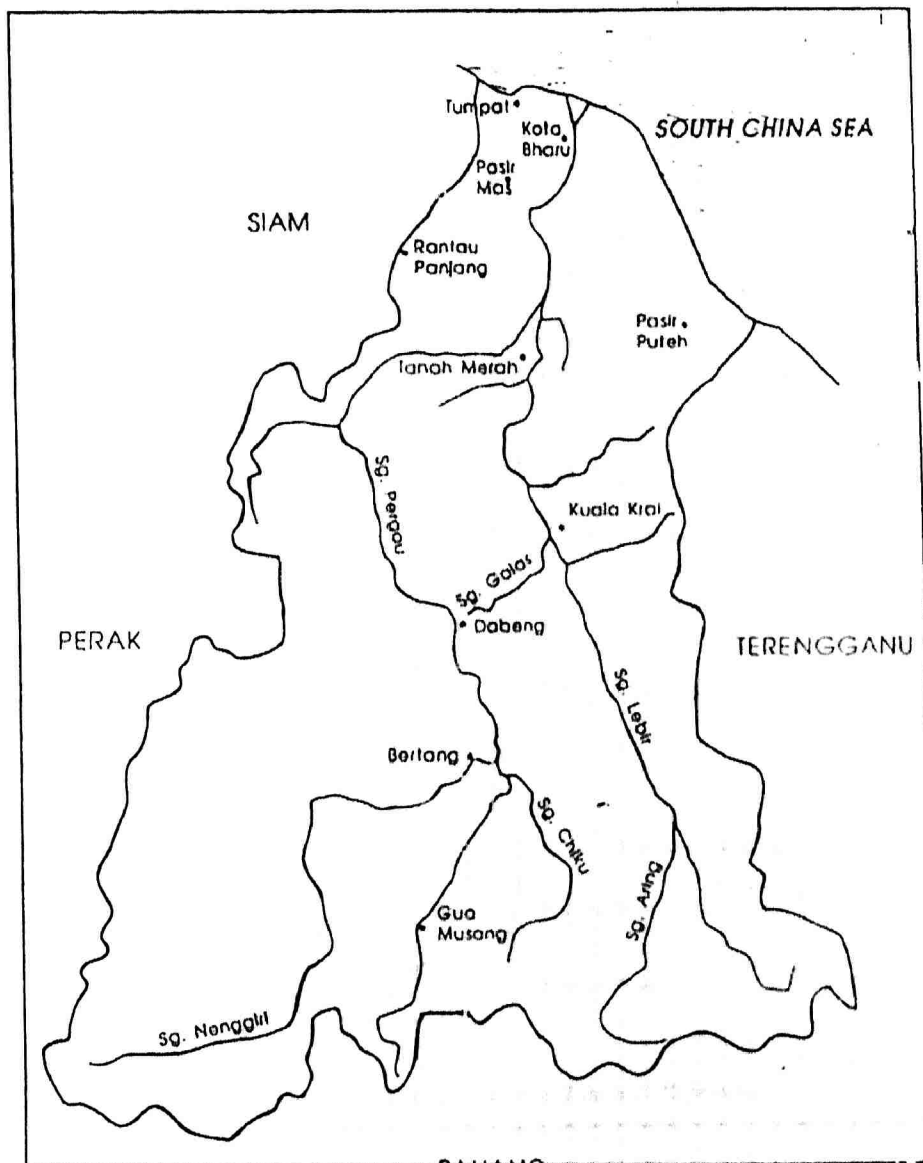 Tumpat
Kota
Bharu
SOUTH CHINA SEA
Pasir
Mas
SIAM
Rantau
Panjang
Pasir
Puteh
Tanah Merah
Sg. Pergau
Kuala Krai
Sg. Galas
Dabong
PERAK
TERENGGANU
Sg. Lebir
Bertang
Sg. Chiku
Sg. Aring
Gua
Musang
Sg. Nenggiri
PAHANG